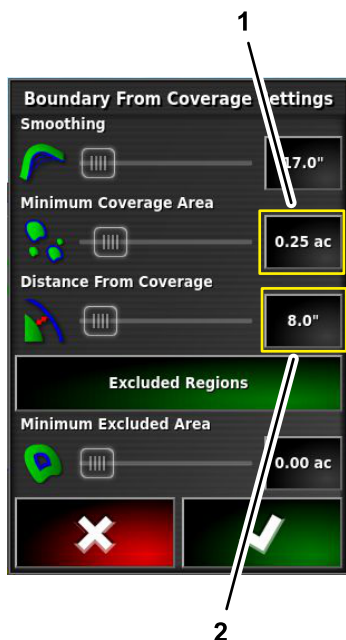 1
Boundary From Coverage Settings
Smoothing
17.0"
Minimum Coverage Area
0.25 ac
Distance From Coverage
8.0"
Excluded Regions
Minimum Excluded Area
0.00 ac
2